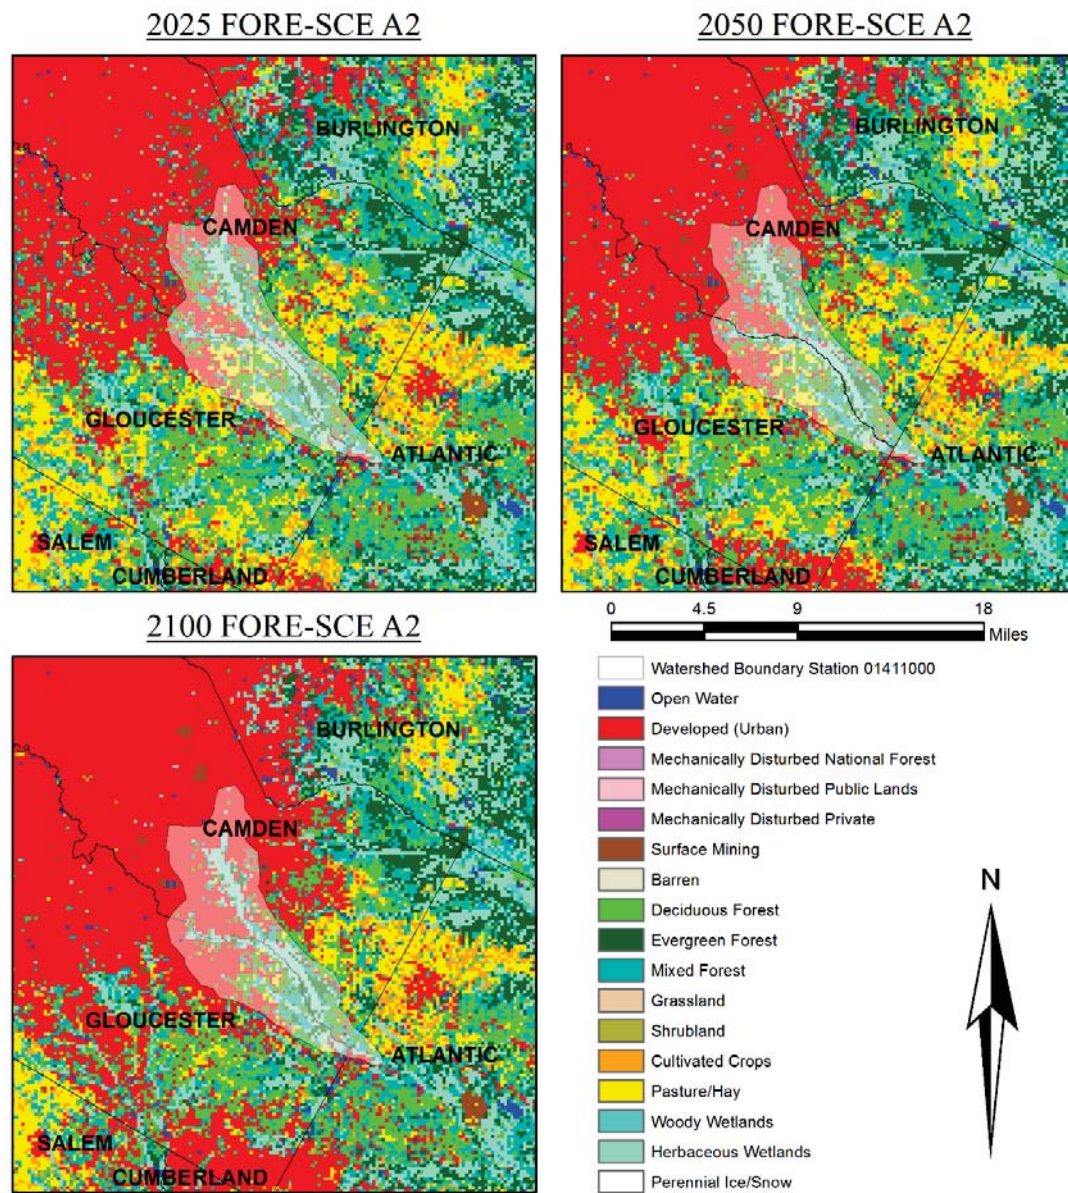 2025 FORE-SCE A2
2050 FORE-SCE A2
BURLINGTON
CAMDEN
GLOUCESTER
ATLANTIC
SALEM
CUMBERLAND
BURLINGTON
CAMDEN
GLOUCESTER
ATLANTIC
SALEM
CUMBERLAND
2100 FORE-SCE A2
BURLINGTON
CAMDEN
GLOUCESTER
ATLANTIC
SALEM
CUMBERLAND
0 4.5 9 18
Miles
Watershed Boundary Station 01411000
Open Water
Developed (Urban)
Mechanically Disturbed National Forest
Mechanically Disturbed Public Lands
Mechanically Disturbed Private
Surface Mining
Barren
Deciduous Forest
Evergreen Forest
Mixed Forest
Grassland
Shrubland
Cultivated Crops
Pasture/Hay
Woody Wetlands
Herbaceous Wetlands
Perennial Ice/Snow
N